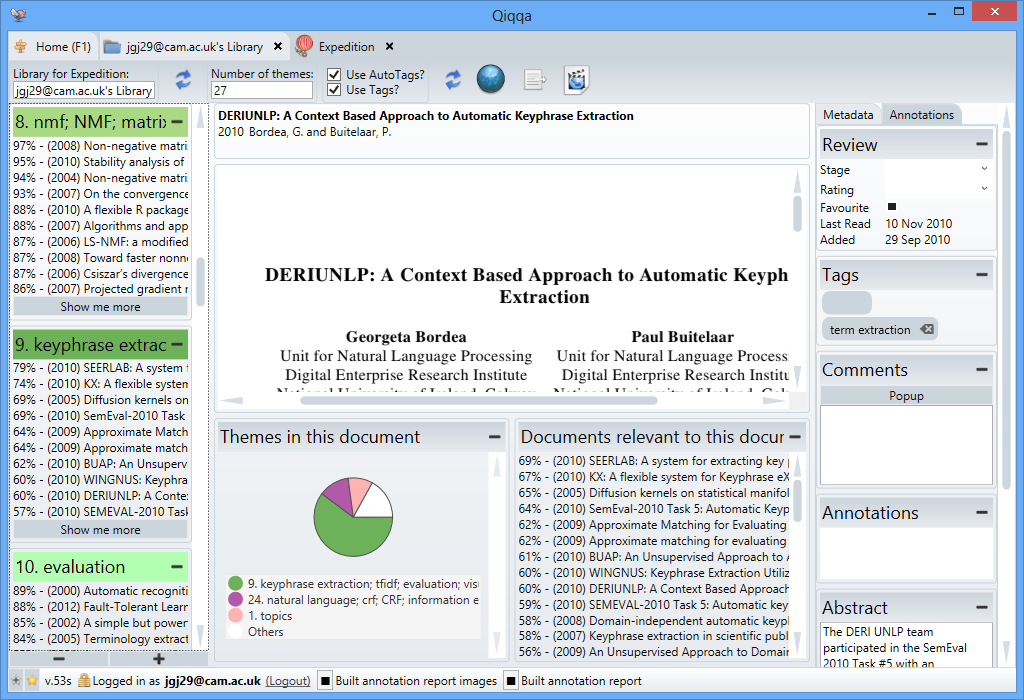 Qiqqa
Home (F1)
jgj29@cam.ac.uk's Library
Expedition
Library for Expedition:
jgj29@cam.ac.uk's Library
Number of themes:
27
Use AutoTags?
Use Tags?
8. nmf; NMF; matrix
97% - (2008) Non-negative matri
95% - (2010) Stability analysis of
94% - (2004) Non-negative matri
93% - (2007) On the convergence
88% - (2010) A flexible R package
88% - (2007) Algorithms and app
87% - (2006) LS-NMF: a modified
87% - (2008) Toward faster nonn
87% - (2006) Csiszar's divergence
86% - (2007) Projected gradient r
Show me more
9. keyphrase extrac
79% - (2010) SEERLAB: A system
74% - (2010) KX: A flexible system
69% - (2005) Diffusion kernels on
69% - (2010) SemEval-2010 Task
64% - (2009) Approximate Match
64% - (2009) Approximate match
62% - (2010) BUAP: An Unsuperv
60% - (2010) WINGNUS: Keyphra
60% - (2010) DERIUNLP: A Conte
57% - (2010) SEMEVAL-2010 Task
Show me more
10. evaluation
89% - (2000) Automatic recogniti
88% - (2012) Fault-Tolerant Learn
85% - (2002) A simple but power
84% - (2005) Terminology extract
DERIUNLP: A Context Based Approach to Automatic Keyphrase Extraction
2010 Bordea, G. and Buitelaar, P.
DERIUNLP: A Context Based Approach to Automatic Keyph
Extraction
Georgeta Bordea
Paul Buitelaar
Unit for Natural Language Processing
Unit for Natural Language Process
Digital Enterprise Research Institute
Digital Enterprise Research Institu
National University of Ireland, Galway
National University of Ireland, Galw
Themes in this document
9. keyphrase extraction; tfidf; evaluation; visu
24. natural language; crf; CRF; information e
1. topics
Others
Documents relevant to this docur
69% - (2010) SEERLAB: A system for extracting key
67% - (2010) KX: A flexible system for Keyphrase eX
65% - (2005) Diffusion kernels on statistical manifol
64% - (2010) SemEval-2010 Task 5: Automatic Keyp
62% - (2009) Approximate Matching for Evaluating
62% - (2009) Approximate matching for evaluating
61% - (2010) BUAP: An Unsupervised Approach to A
60% - (2010) WINGNUS: Keyphrase Extraction Utiliz
60% - (2010) DERIUNLP: A Context Based Approach
59% - (2010) SEMEVAL-2010 Task 5: Automatic key
58% - (2008) Domain-independent automatic keyp
58% - (2007) Keyphrase extraction in scientific publ
56% - (2009) An Unsupervised Approach to Domain
Metadata
Annotations
Review
Stage
Rating
Favourite
Last Read 10 Nov 2010
Added 29 Sep 2010
Tags
term extraction
Comments
Popup
Annotations
Abstract
The DERI UNLP team
participated in the SemEval
2010 Task #5 with an
v.53s
Logged in as jgj29@cam.ac.uk (Logout)
Built annotation report images
Built annotation report